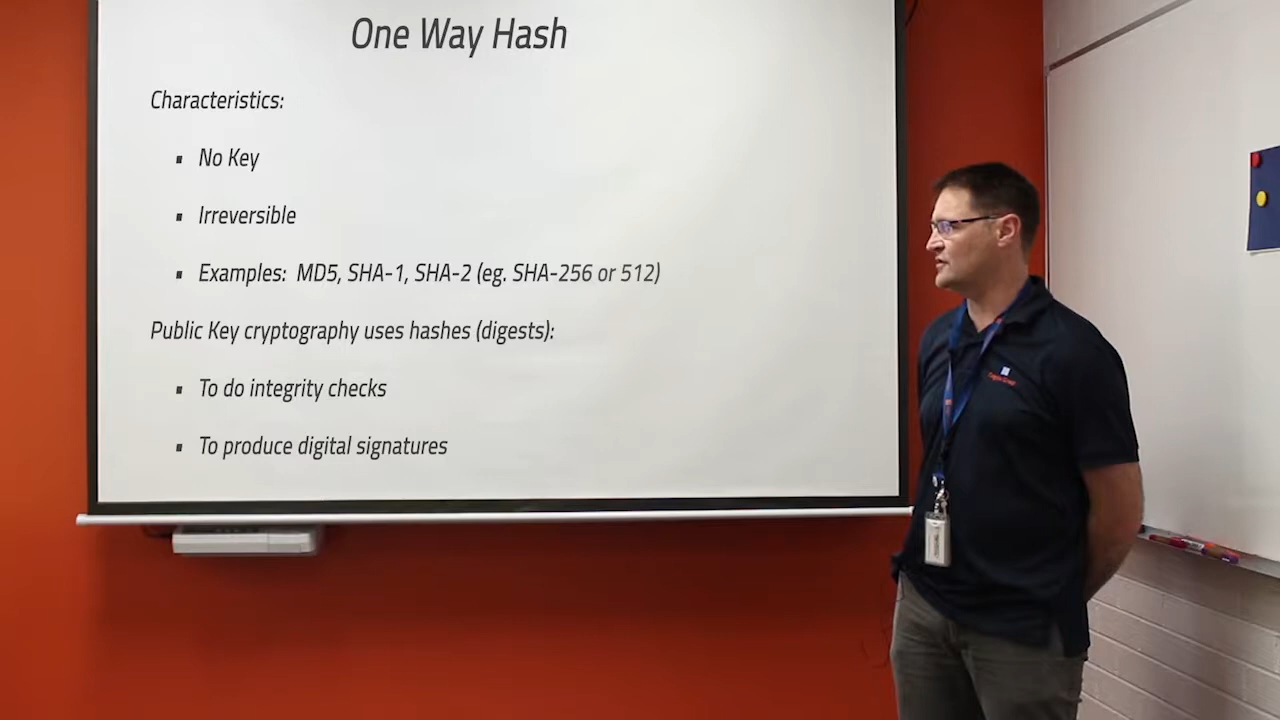 One Way Hash
Characteristics:
▪ No Key
▪ Irreversible
▪ Examples: MD5, SHA-1, SHA-2 (eg. SHA-256 or 512)
Public Key cryptography uses hashes (digests):
▪ To do integrity checks
▪ To produce digital signatures